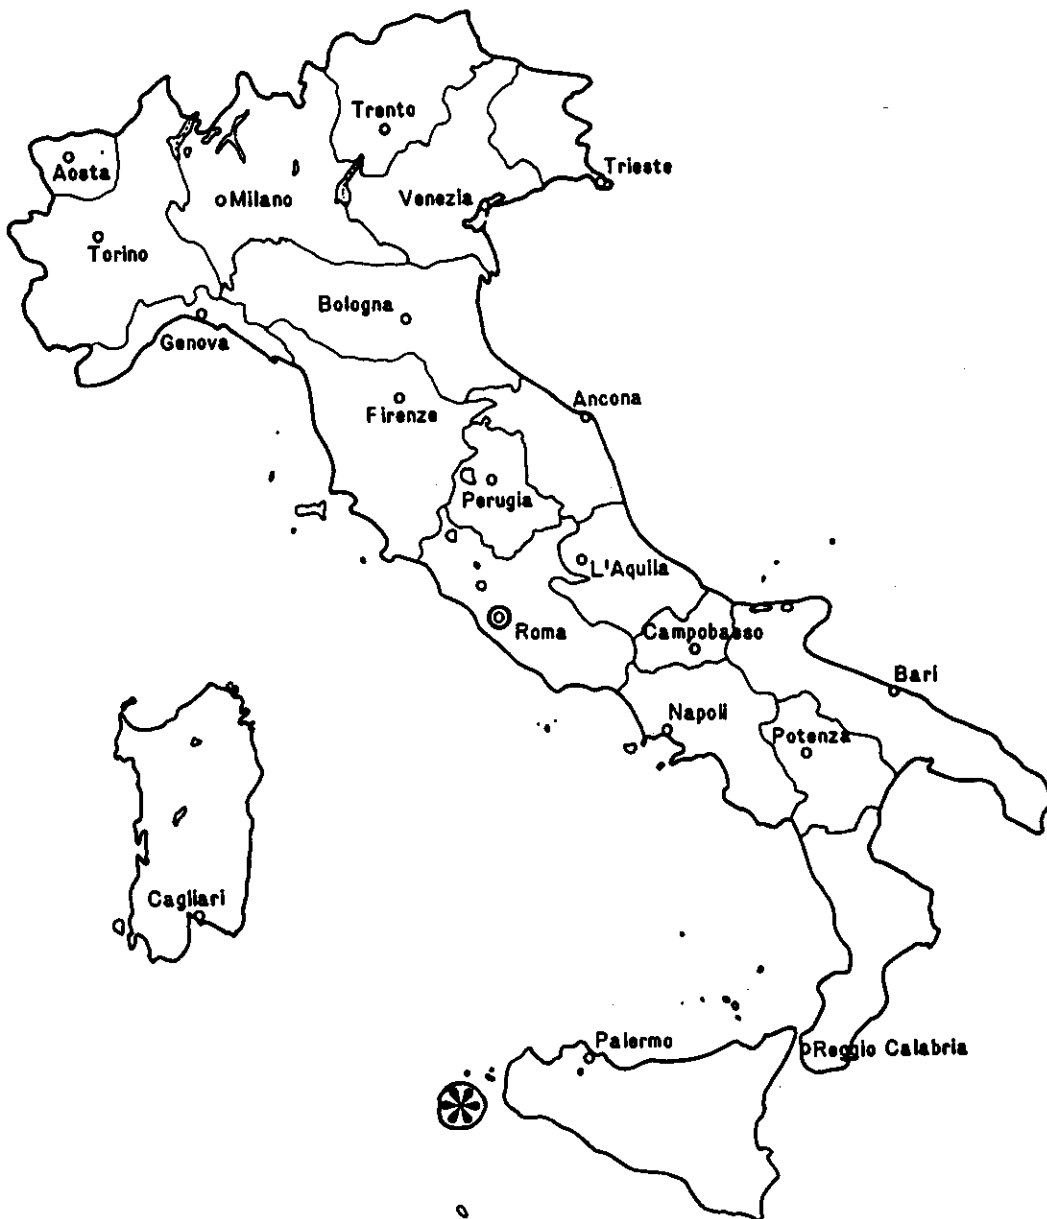 Trento
Trieste
Aosta
Milano
Venezia
Torino
Bologna
Genova
Ancona
Firenze
Perugia
L'Aquila
Roma
Campobasso
Bari
Napoli
Potenza
Cagliari
Palermo
Reggio Calabria